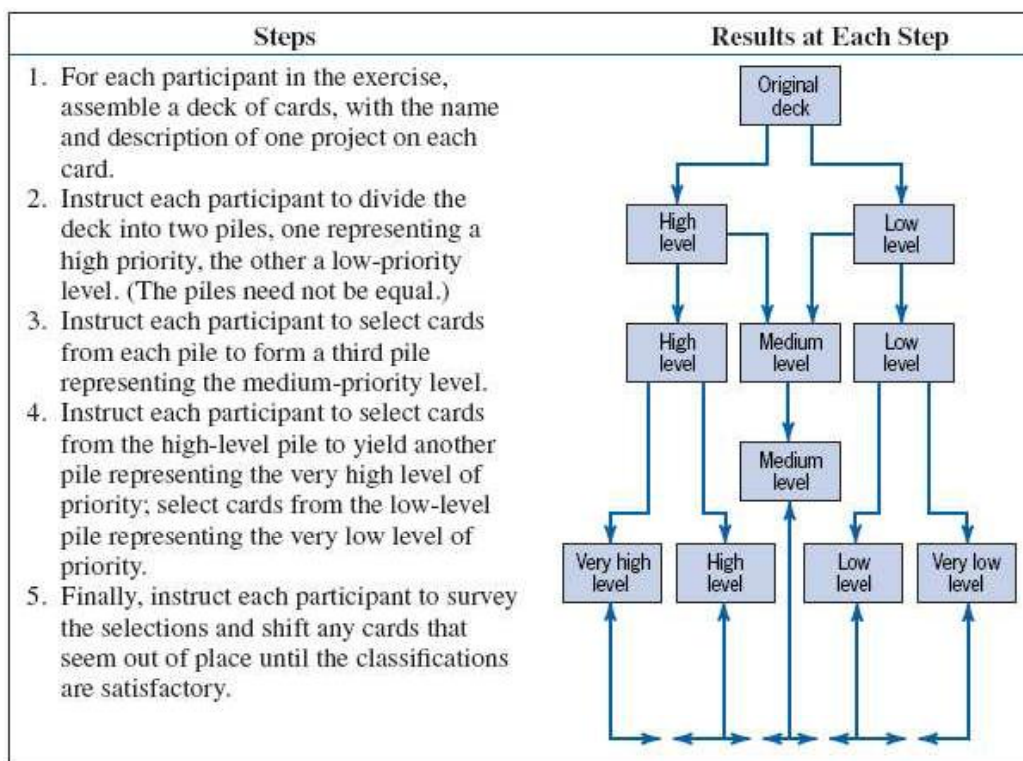 Steps
Results at Each Step
1. For each participant in the exercise,
assemble a deck of cards, with the name
and description of one project on each
card.
2. Instruct each participant to divide the
deck into two piles, one representing a
high priority, the other a low-priority
level. (The piles need not be equal.)
3. Instruct each participant to select cards
from each pile to form a third pile
representing the medium-priority level.
4. Instruct each participant to select cards
from the high-level pile to yield another
pile representing the very high level of
priority; select cards from the low-level
pile representing the very low level of
priority.
5. Finally, instruct each participant to survey
the selections and shift any cards that
seem out of place until the classifications
are satisfactory.
Original
deck
High
level
Low
level
High
level
Medium
level
Low
level
Medium
level
Very high
level
High
level
Low
level
Very low
level